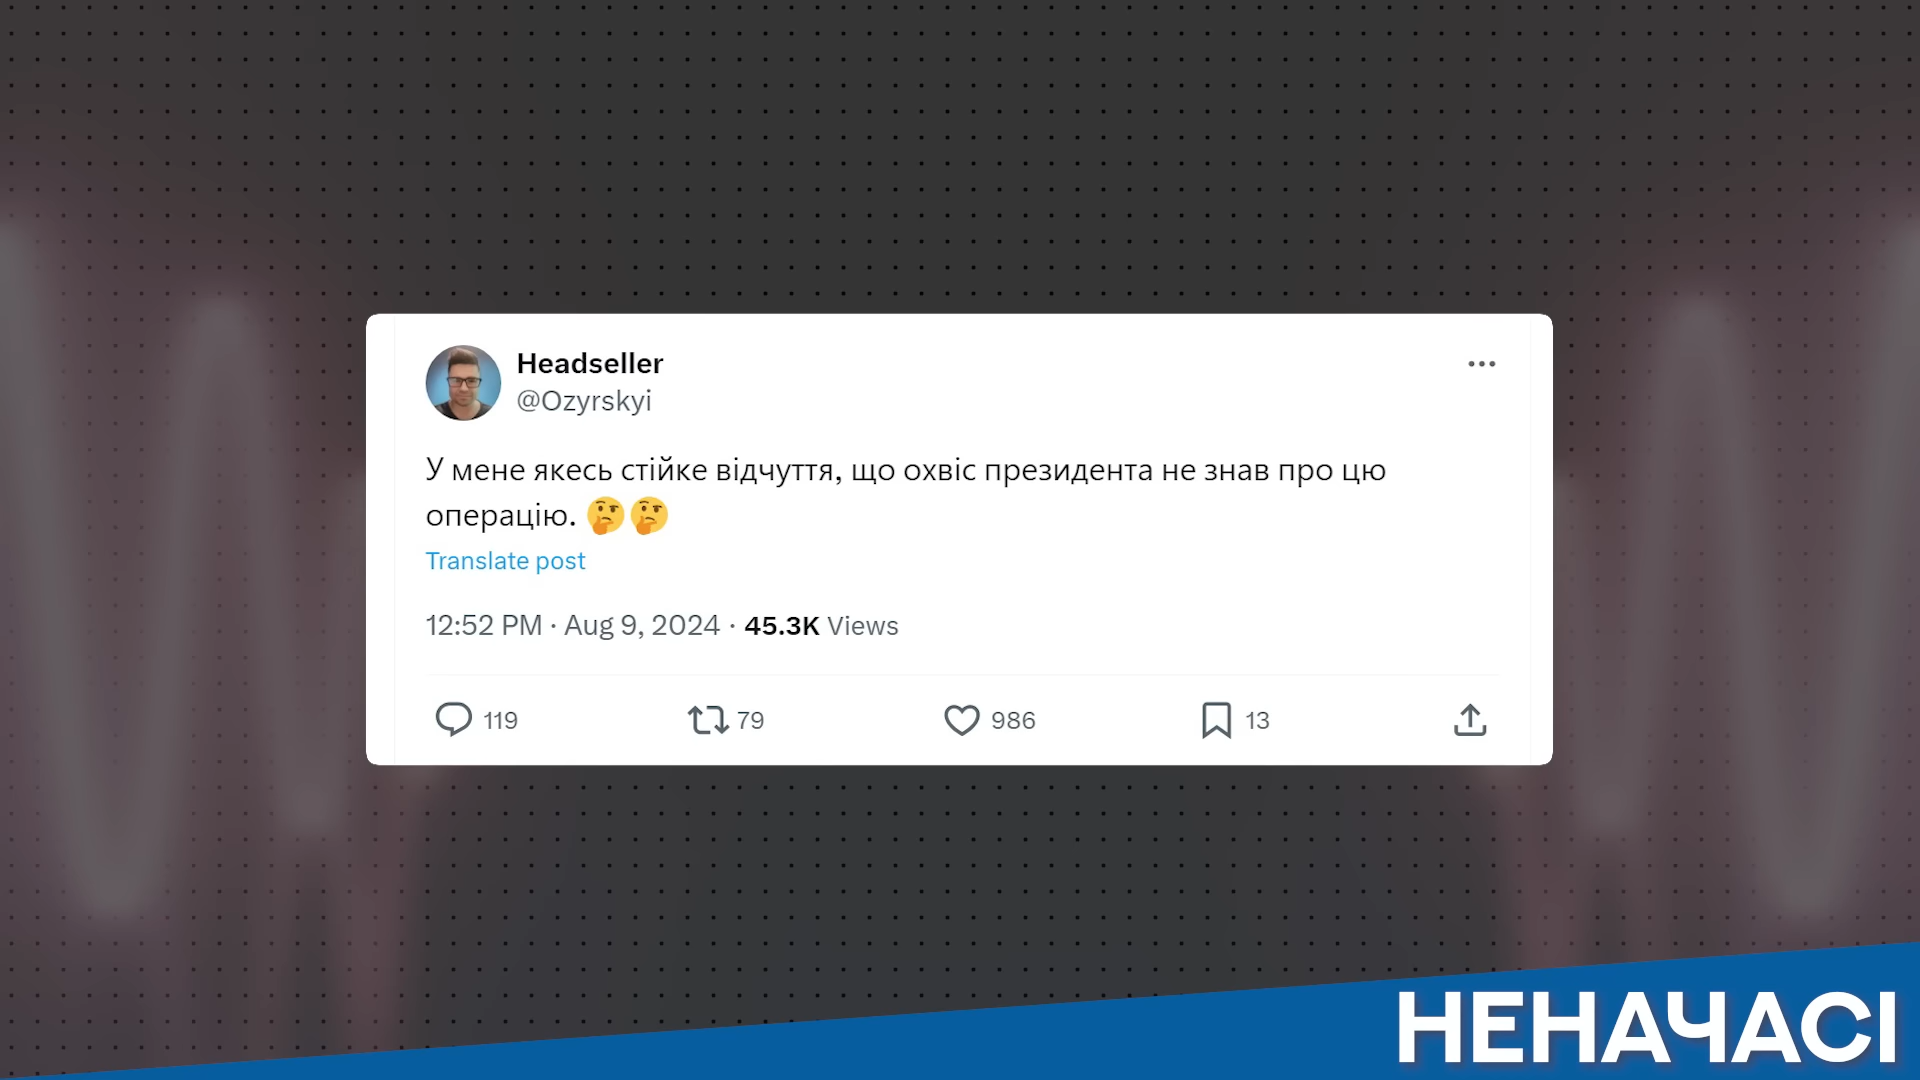 Headseller
@Ozyrskyi
У мене якесь стійке відчуття, що охвіс президента не знав про цю
операцію. 🤔🤔
Translate post
12:52 PM · Aug 9, 2024 · 45.3K Views
119 79 986 13
НЕНАЧАСІ